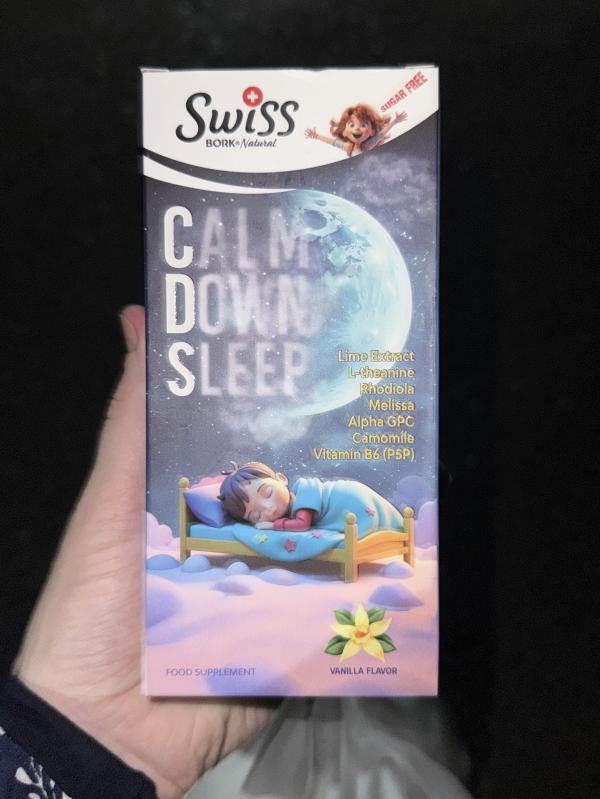 Swiss
BORK® Natural
SUGAR FREE
CALM
DOWN
SLEEP
Lime Extract
L-theanine
Rhodiola
Melissa
Alpha GPC
Camomile
Vitamin B6 (P5P)
FOOD SUPPLEMENT
VANILLA FLAVOR